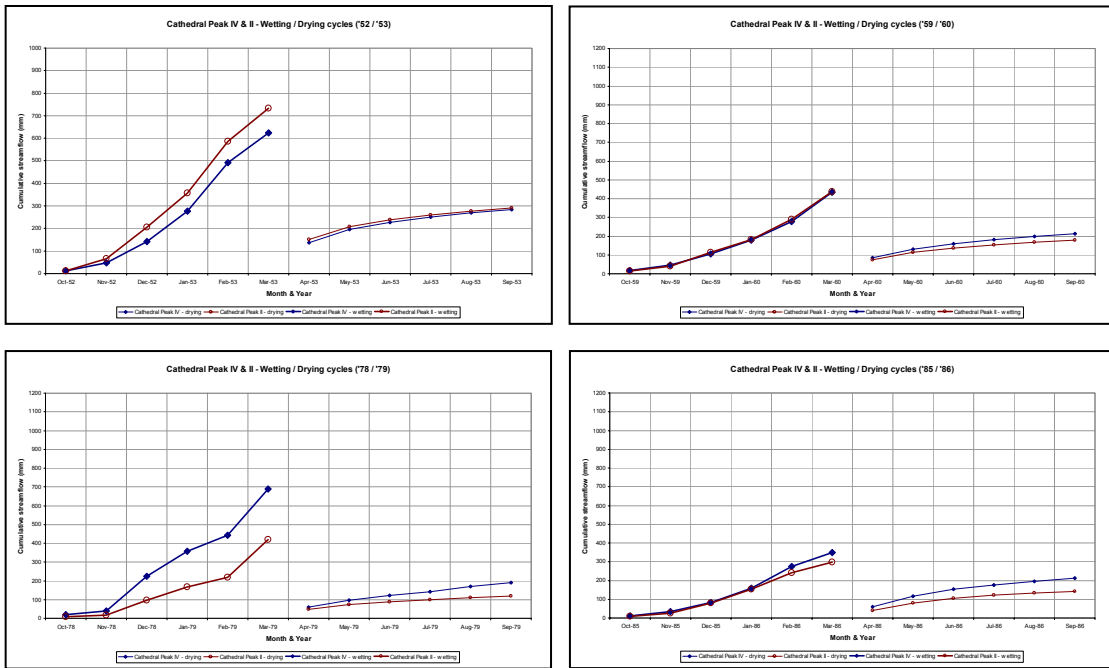 Cathedral Peak IV & II - Wetting / Drying cycles ('52 / '53)
Cumulative streamflow (mm)
1000
900
800
700
600
500
400
300
200
100
0
Oct-52 Nov-52 Dec-52 Jan-53 Feb-53 Mar-53 Apr-53 May-53 Jun-53 Jul-53 Aug-53 Sep-53
Month & Year
Cathedral Peak IV - drying Cathedral Peak II - drying Cathedral Peak IV - wetting Cathedral Peak II - wetting
Cathedral Peak IV & II - Wetting / Drying cycles ('59 / '60)
Cumulative streamflow (mm)
1200
1100
1000
900
800
700
600
500
400
300
200
100
0
Oct-59 Nov-59 Dec-59 Jan-60 Feb-60 Mar-60 Apr-60 May-60 Jun-60 Jul-60 Aug-60 Sep-60
Month & Year
Cathedral Peak IV - drying Cathedral Peak II - drying Cathedral Peak IV - wetting Cathedral Peak II - wetting
Cathedral Peak IV & II - Wetting / Drying cycles ('78 / '79)
Cumulative streamflow (mm)
1200
1100
1000
900
800
700
600
500
400
300
200
100
0
Oct-78 Nov-78 Dec-78 Jan-79 Feb-79 Mar-79 Apr-79 May-79 Jun-79 Jul-79 Aug-79 Sep-79
Month & Year
Cathedral Peak IV - drying Cathedral Peak II - drying Cathedral Peak IV - wetting Cathedral Peak II - wetting
Cathedral Peak IV & II - Wetting / Drying cycles ('85 / '86)
Cumulative streamflow (mm)
1200
1100
1000
900
800
700
600
500
400
300
200
100
0
Oct-85 Nov-85 Dec-85 Jan-86 Feb-86 Mar-86 Apr-86 May-86 Jun-86 Jul-86 Aug-86 Sep-86
Month & Year
Cathedral Peak IV - drying Cathedral Peak II - drying Cathedral Peak IV - wetting Cathedral Peak II - wetting